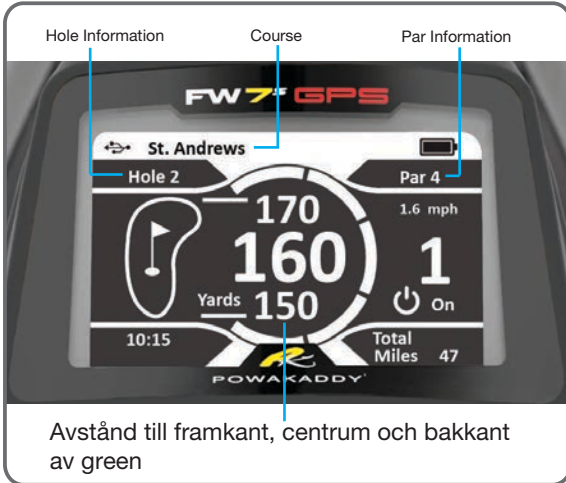 Hole Information Course Par Information
FW7s GPS
St. Andrews
Hole 2 Par 4
170 1.6 mph
160 1
Yards 150 On
10:15 Total
Miles 47
POWAKADDY
Avstånd till framkant, centrum och bakkant
av green